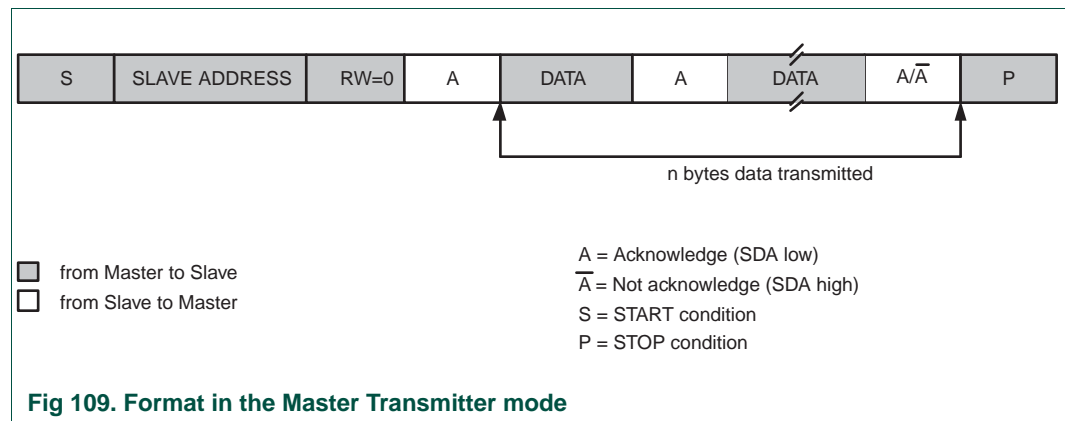 S SLAVE ADDRESS RW=0 A DATA A DATA A/A̅ P
n bytes data transmitted
from Master to Slave
from Slave to Master
A = Acknowledge (SDA low)
A̅ = Not acknowledge (SDA high)
S = START condition
P = STOP condition
Fig 109. Format in the Master Transmitter mode